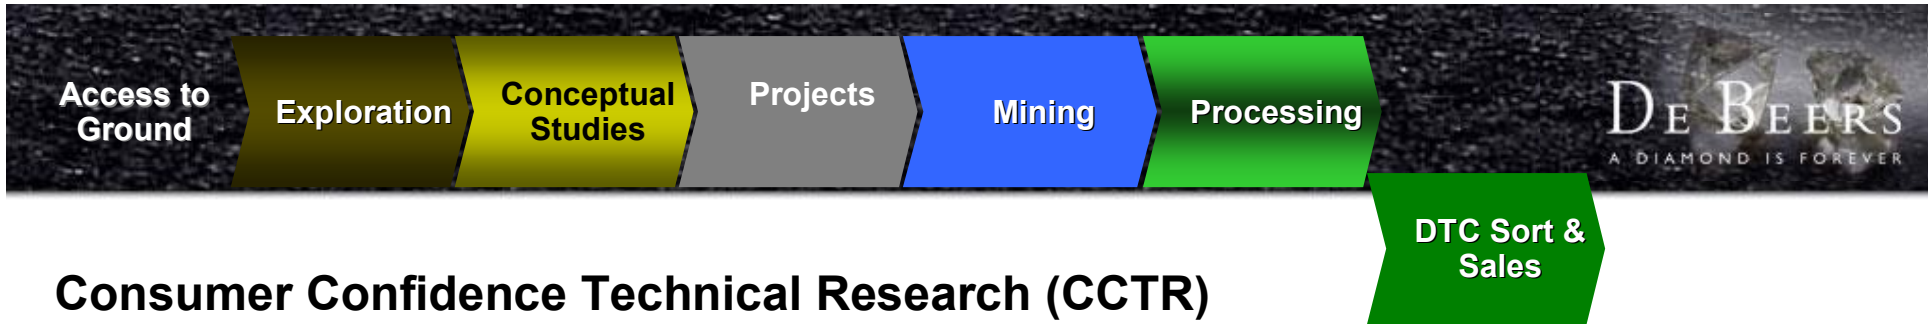 Access to
Ground
Exploration
Conceptual
Studies
Projects
Mining
Processing
DE BEERS
A DIAMOND IS FOREVER
DTC Sort &
Sales
Consumer Confidence Technical Research (CCTR)